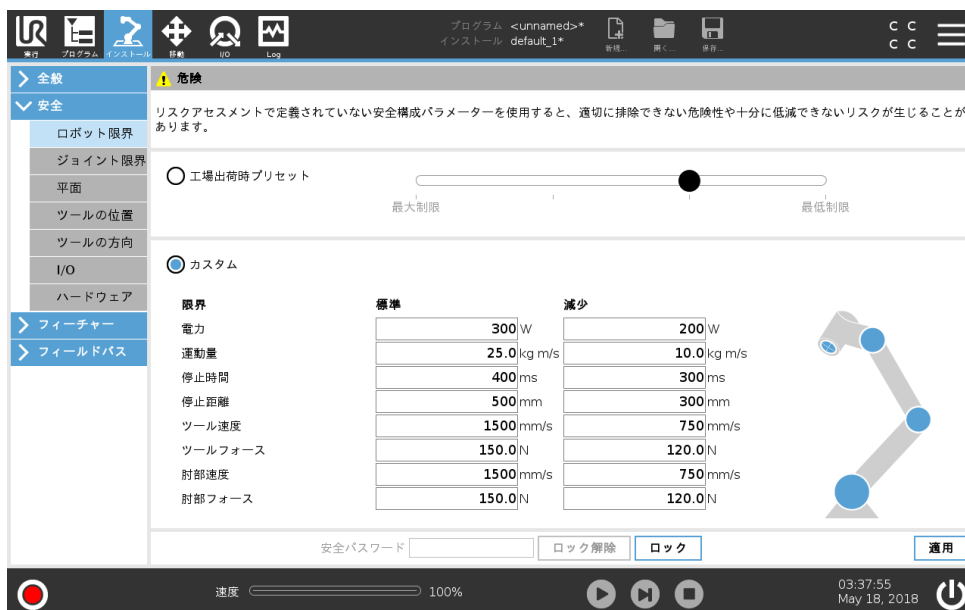 UR
実行
プログラム
インストール
移動
I/O
Log
プログラム <unnamed>*
インストール default_1*
新規...
開く...
保存...
C C
C C
全般
安全
ロボット限界
ジョイント限界
平面
ツールの位置
ツールの方向
I/O
ハードウェア
フィーチャー
フィールドバス
危険
リスクアセスメントで定義されていない安全構成パラメーターを使用すると、適切に排除できない危険性や十分に低減できないリスクが生じることが
あります。
工場出荷時プリセット
最大制限 最低制限
カスタム
限界 標準 減少
電力 300 W 200 W
運動量 25.0 kg m/s 10.0 kg m/s
停止時間 400 ms 300 ms
停止距離 500 mm 300 mm
ツール速度 1500 mm/s 750 mm/s
ツールフォース 150.0 N 120.0 N
肘部速度 1500 mm/s 750 mm/s
肘部フォース 150.0 N 120.0 N
安全パスワード ロック解除 ロック 適用
速度 100%
03:37:55
May 18, 2018